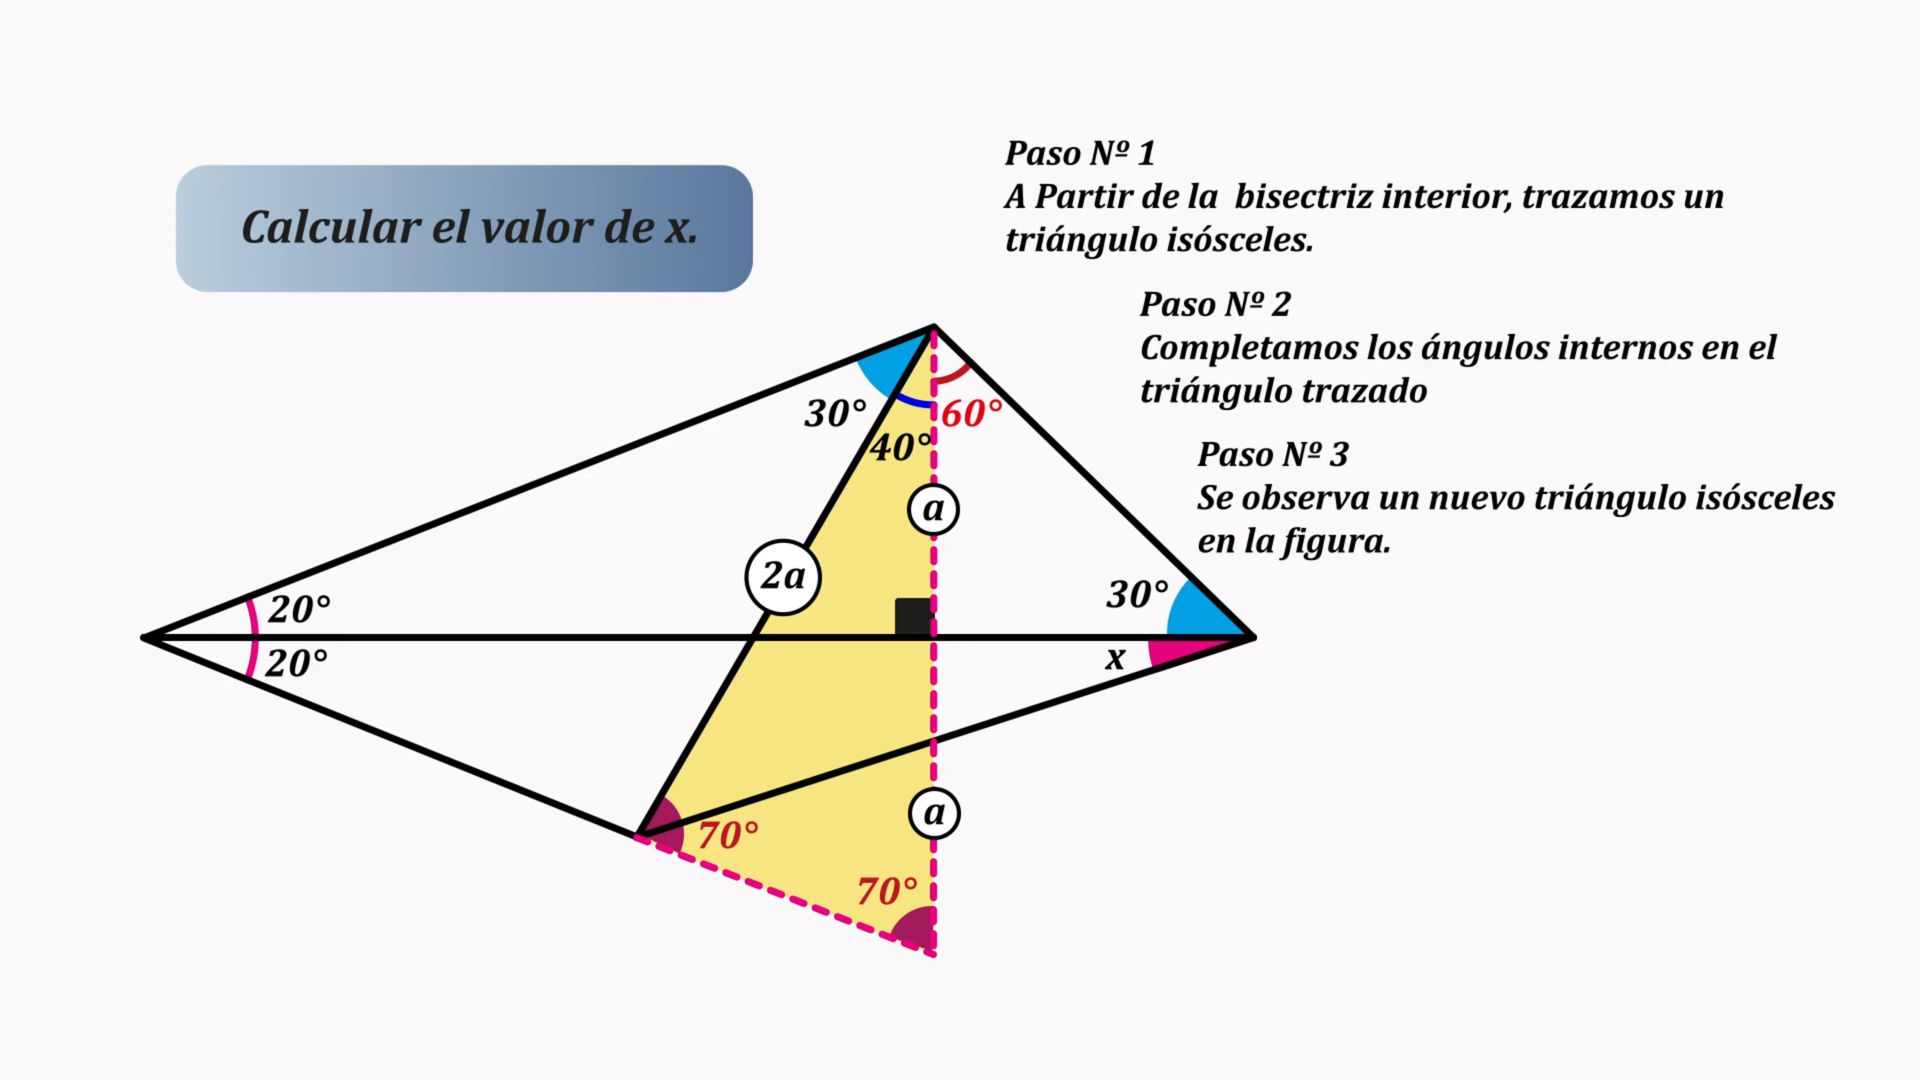 Calcular el valor de x.
Paso Nº 1
A Partir de la bisectriz interior, trazamos un
triángulo isósceles.
Paso Nº 2
Completamos los ángulos internos en el
triángulo trazado
Paso Nº 3
Se observa un nuevo triángulo isósceles
en la figura.
30°
60°
40°
a
2a
30°
20°
20°
x
a
70°
70°